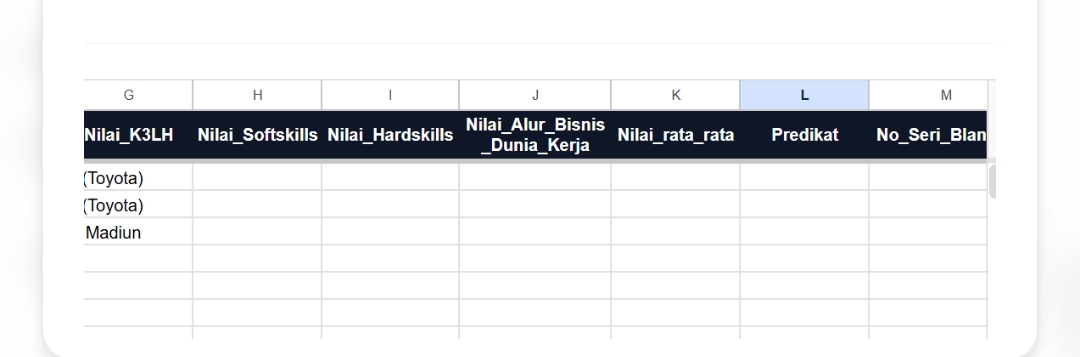 G H I J K L M
Nilai_K3LH Nilai_Softskills Nilai_Hardskills Nilai_Alur_Bisnis _Dunia_Kerja Nilai_rata_rata Predikat No_Seri_Blan
(Toyota)
(Toyota)
Madiun